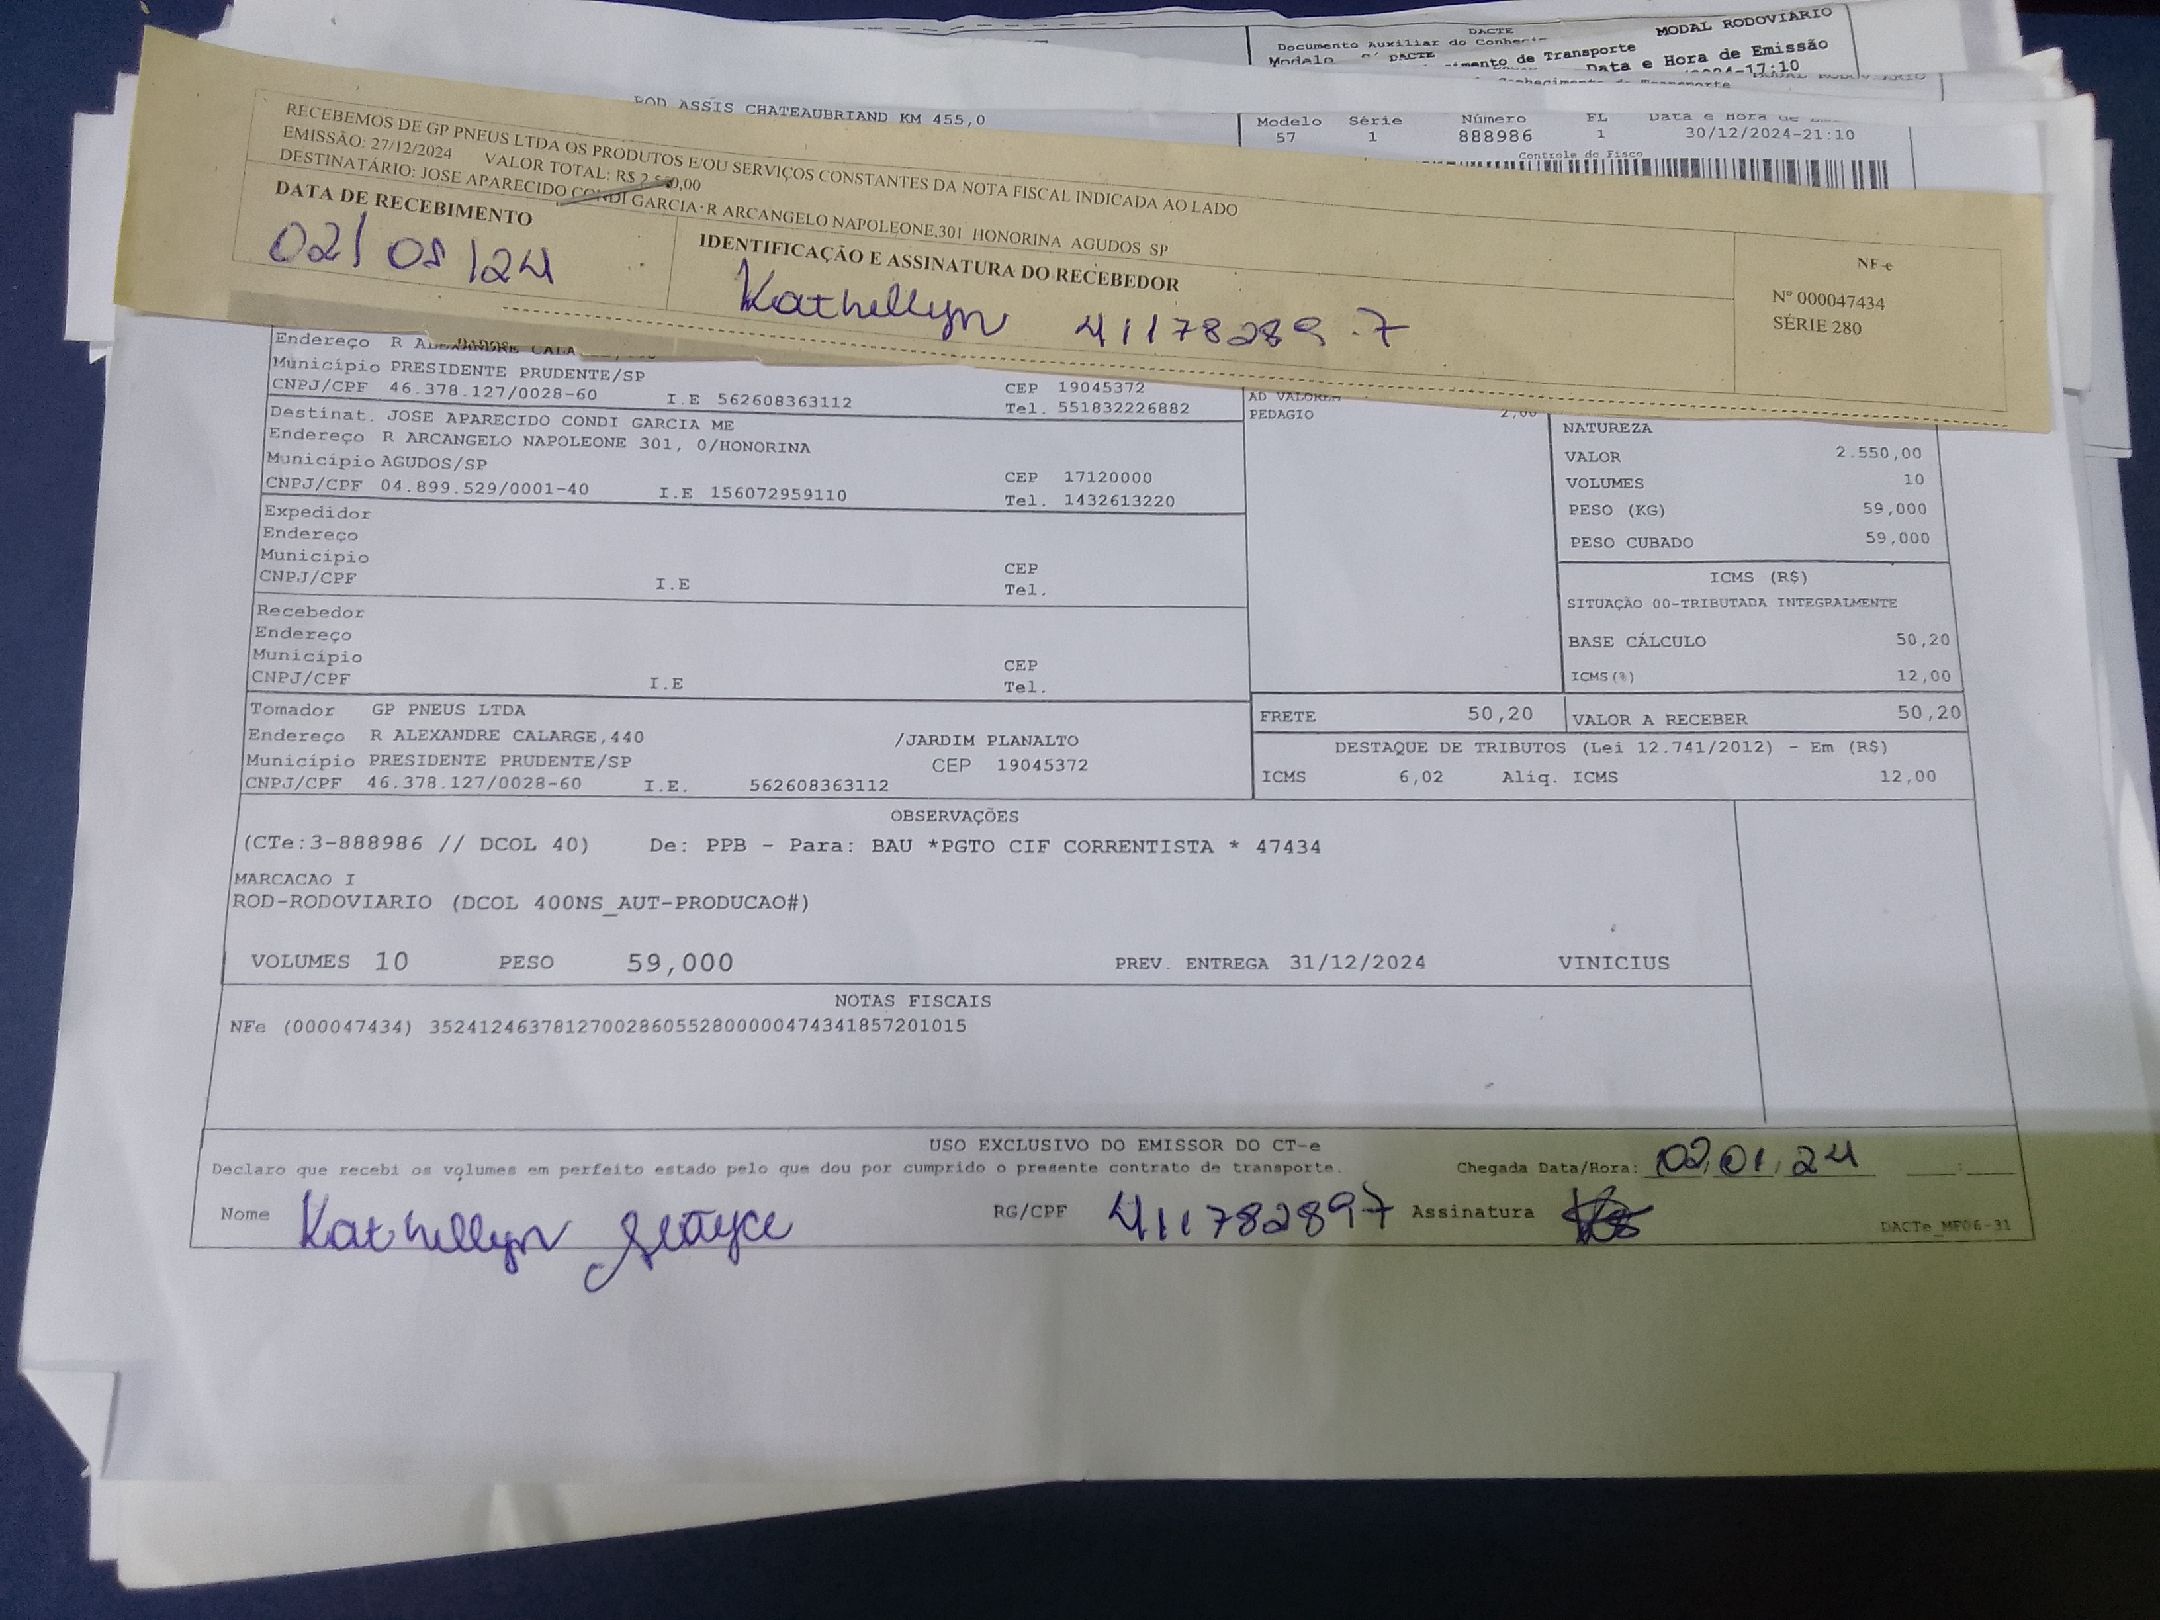 DACTE
MODAL RODOVIÁRIO
Documento Auxiliar do
Modelo
DACTE
de Transporte
Data e Hora de Emissão
17:10
ROD ASSIS CHATEAUBRIAND KM 455,0
Modelo Série Número FL Data e Hora de
57 1 888986 1 30/12/2024-21:10
Controle do Fisco
RECEBEMOS DE GP PNEUS LTDA OS PRODUTOS E/OU SERVIÇOS CONSTANTES DA NOTA FISCAL INDICADA AO LADO
EMISSÃO: 27/12/2024 VALOR TOTAL: R$
DESTINATÁRIO: JOSE APARECIDO CONDI GARCIA - R ARCANGELO NAPOLEONE,301 HONORINA AGUDOS SP
DATA DE RECEBIMENTO
02/ /24
IDENTIFICAÇÃO E ASSINATURA DO RECEBEDOR
Kathellyn 41178289-7
NF-e
Nº 000047434
SÉRIE 280
Endereço R
Município PRESIDENTE PRUDENTE/SP
CEP 19045372
CNPJ/CPF 46.378.127/0028-60 I.E 562608363112 Tel. 551832226882
AD VALOREM
PEDAGIO 2,00
Destinat. JOSE APARECIDO CONDI GARCIA ME
Endereço R ARCANGELO NAPOLEONE 301, 0/HONORINA
Município AGUDOS/SP CEP 17120000
CNPJ/CPF 04.899.529/0001-40 I.E 156072959110 Tel. 1432613220
NATUREZA
VALOR 2.550,00
VOLUMES 10
PESO (KG) 59,000
PESO CUBADO 59,000
Expedidor
Endereço
Município CEP
CNPJ/CPF I.E Tel.
ICMS (R$)
SITUAÇÃO 00-TRIBUTADA INTEGRALMENTE
BASE CÁLCULO 50,20
ICMS(%) 12,00
Recebedor
Endereço
Município CEP
CNPJ/CPF I.E Tel.
Tomador GP PNEUS LTDA
Endereço R ALEXANDRE CALARGE,440 /JARDIM PLANALTO
Município PRESIDENTE PRUDENTE/SP CEP 19045372
CNPJ/CPF 46.378.127/0028-60 I.E. 562608363112
FRETE 50,20 VALOR A RECEBER 50,20
DESTAQUE DE TRIBUTOS (Lei 12.741/2012) - Em (R$)
ICMS 6,02 Aliq. ICMS 12,00
OBSERVAÇÕES
(CTe:3-888986 // DCOL 40) De: PPB - Para: BAU *PGTO CIF CORRENTISTA * 47434
MARCACAO I
ROD-RODOVIARIO (DCOL 400NS_AUT-PRODUCAO#)
VOLUMES 10 PESO 59,000 PREV. ENTREGA 31/12/2024 VINICIUS
NOTAS FISCAIS
NFe (000047434) 35241246378127002860552800000474341857201015
USO EXCLUSIVO DO EMISSOR DO CT-e
Declaro que recebi os volumes em perfeito estado pelo que dou por cumprido o presente contrato de transporte. Chegada Data/Hora: 02,01,24 __:__
Nome Kathellyn RG/CPF 411782897 Assinatura
DACTe_MF06-31